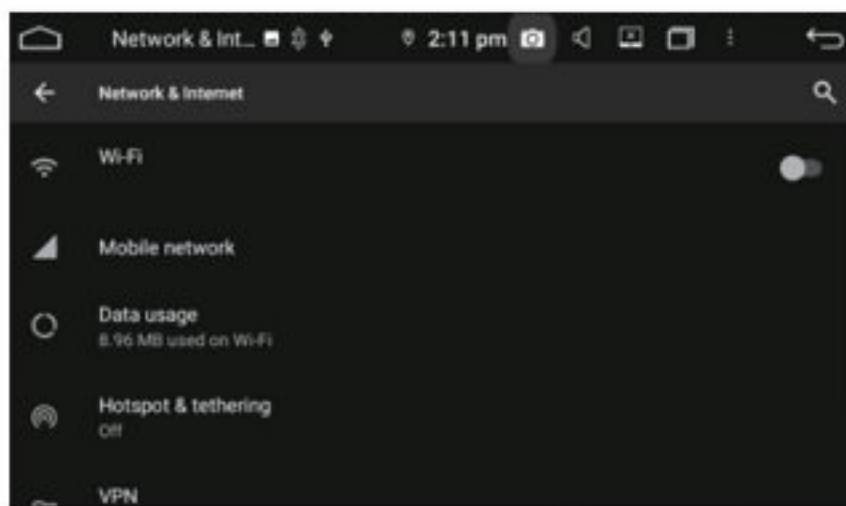 Network & Int... 2:11 pm
Network & Internet
Wi-Fi
Mobile network
Data usage
8.96 MB used on Wi-Fi
Hotspot & tethering
Off
VPN